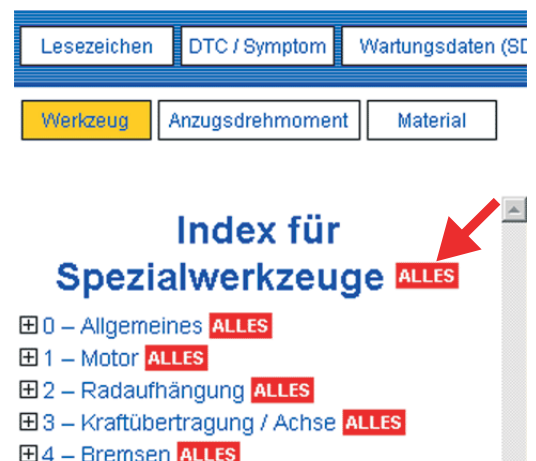 Lesezeichen DTC / Symptom Wartungsdaten (SD
Werkzeug Anzugsdrehmoment Material
Index für
Spezialwerkzeuge ALLES
0 – Allgemeines ALLES
1 – Motor ALLES
2 – Radaufhängung ALLES
3 – Kraftübertragung / Achse ALLES
4 – Bremsen ALLES